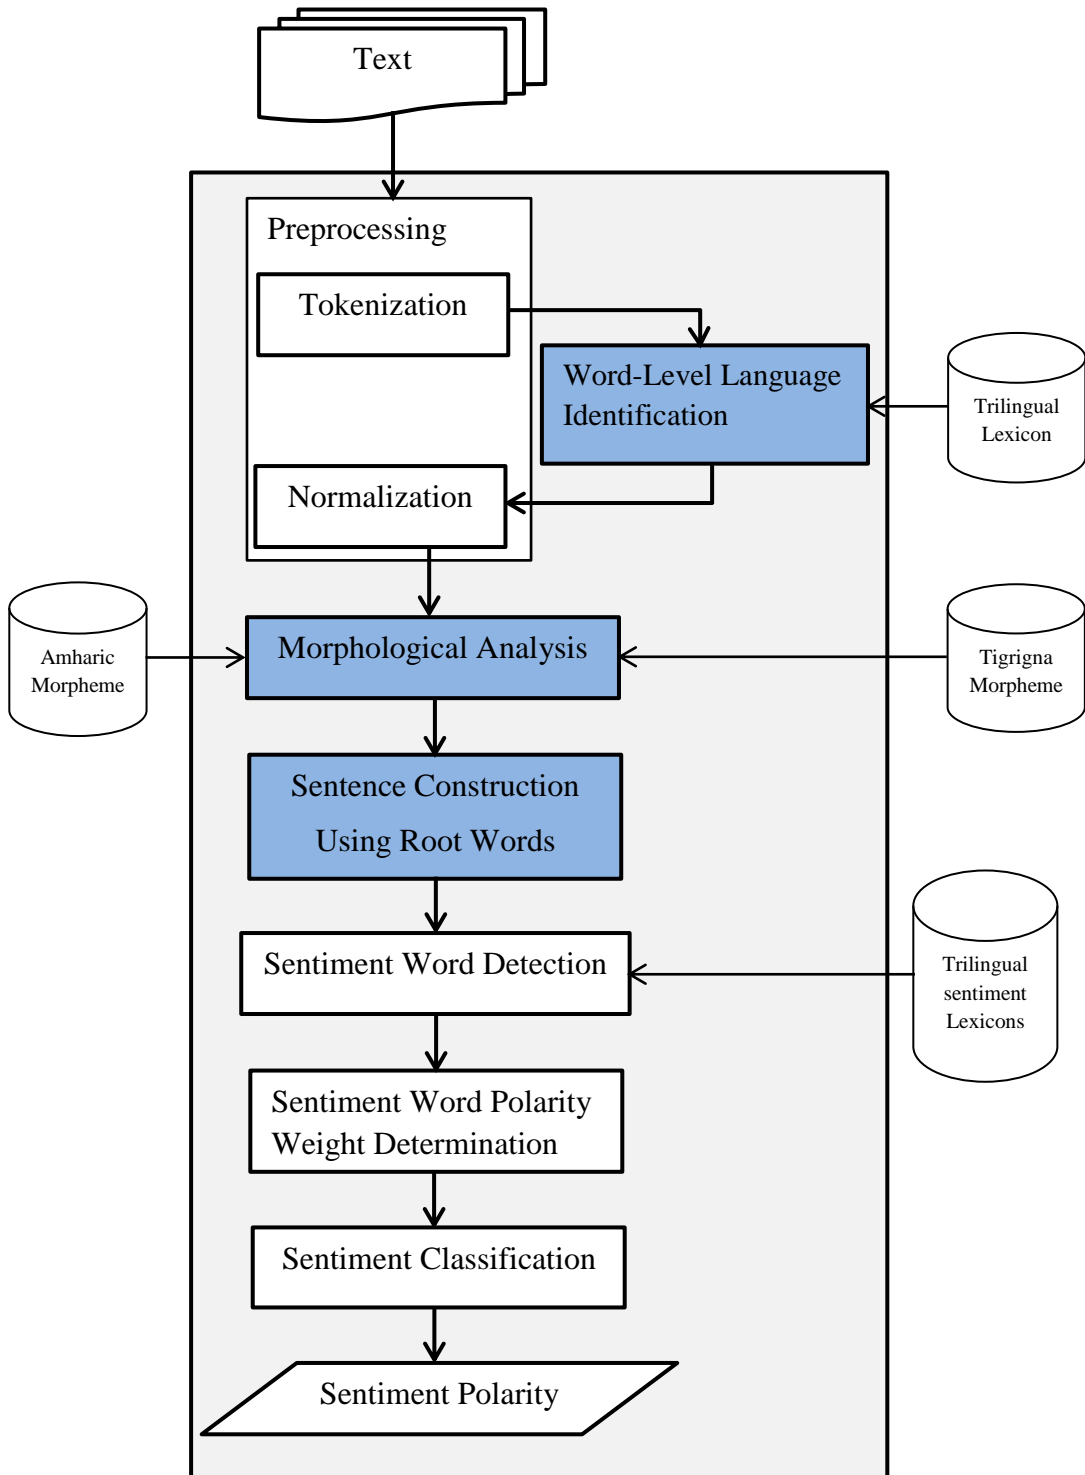 Text
Preprocessing
Tokenization
Word-Level Language
Identification
Trilingual
Lexicon
Normalization
Amharic
Morpheme
Morphological Analysis
Tigrigna
Morpheme
Sentence Construction
Using Root Words
Sentiment Word Detection
Trilingual
sentiment
Lexicons
Sentiment Word Polarity
Weight Determination
Sentiment Classification
Sentiment Polarity